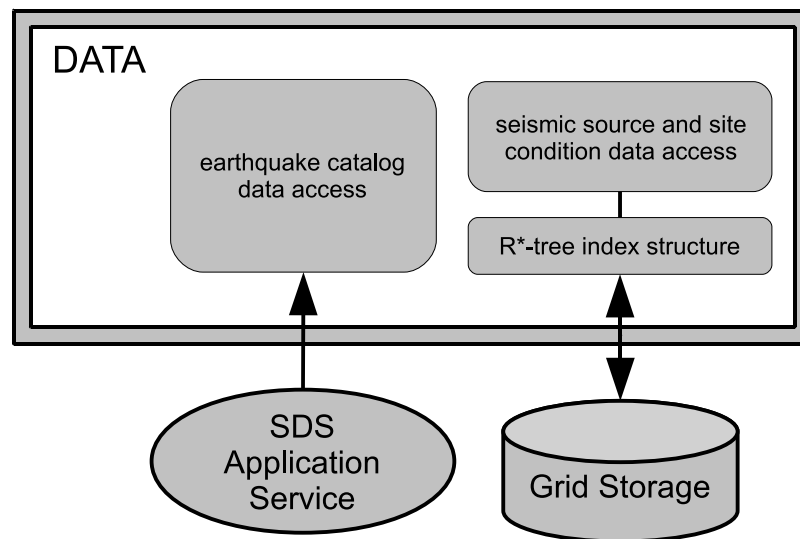 DATA
earthquake catalog
data access
seismic source and site
condition data access
R*-tree index structure
SDS
Application
Service
Grid Storage